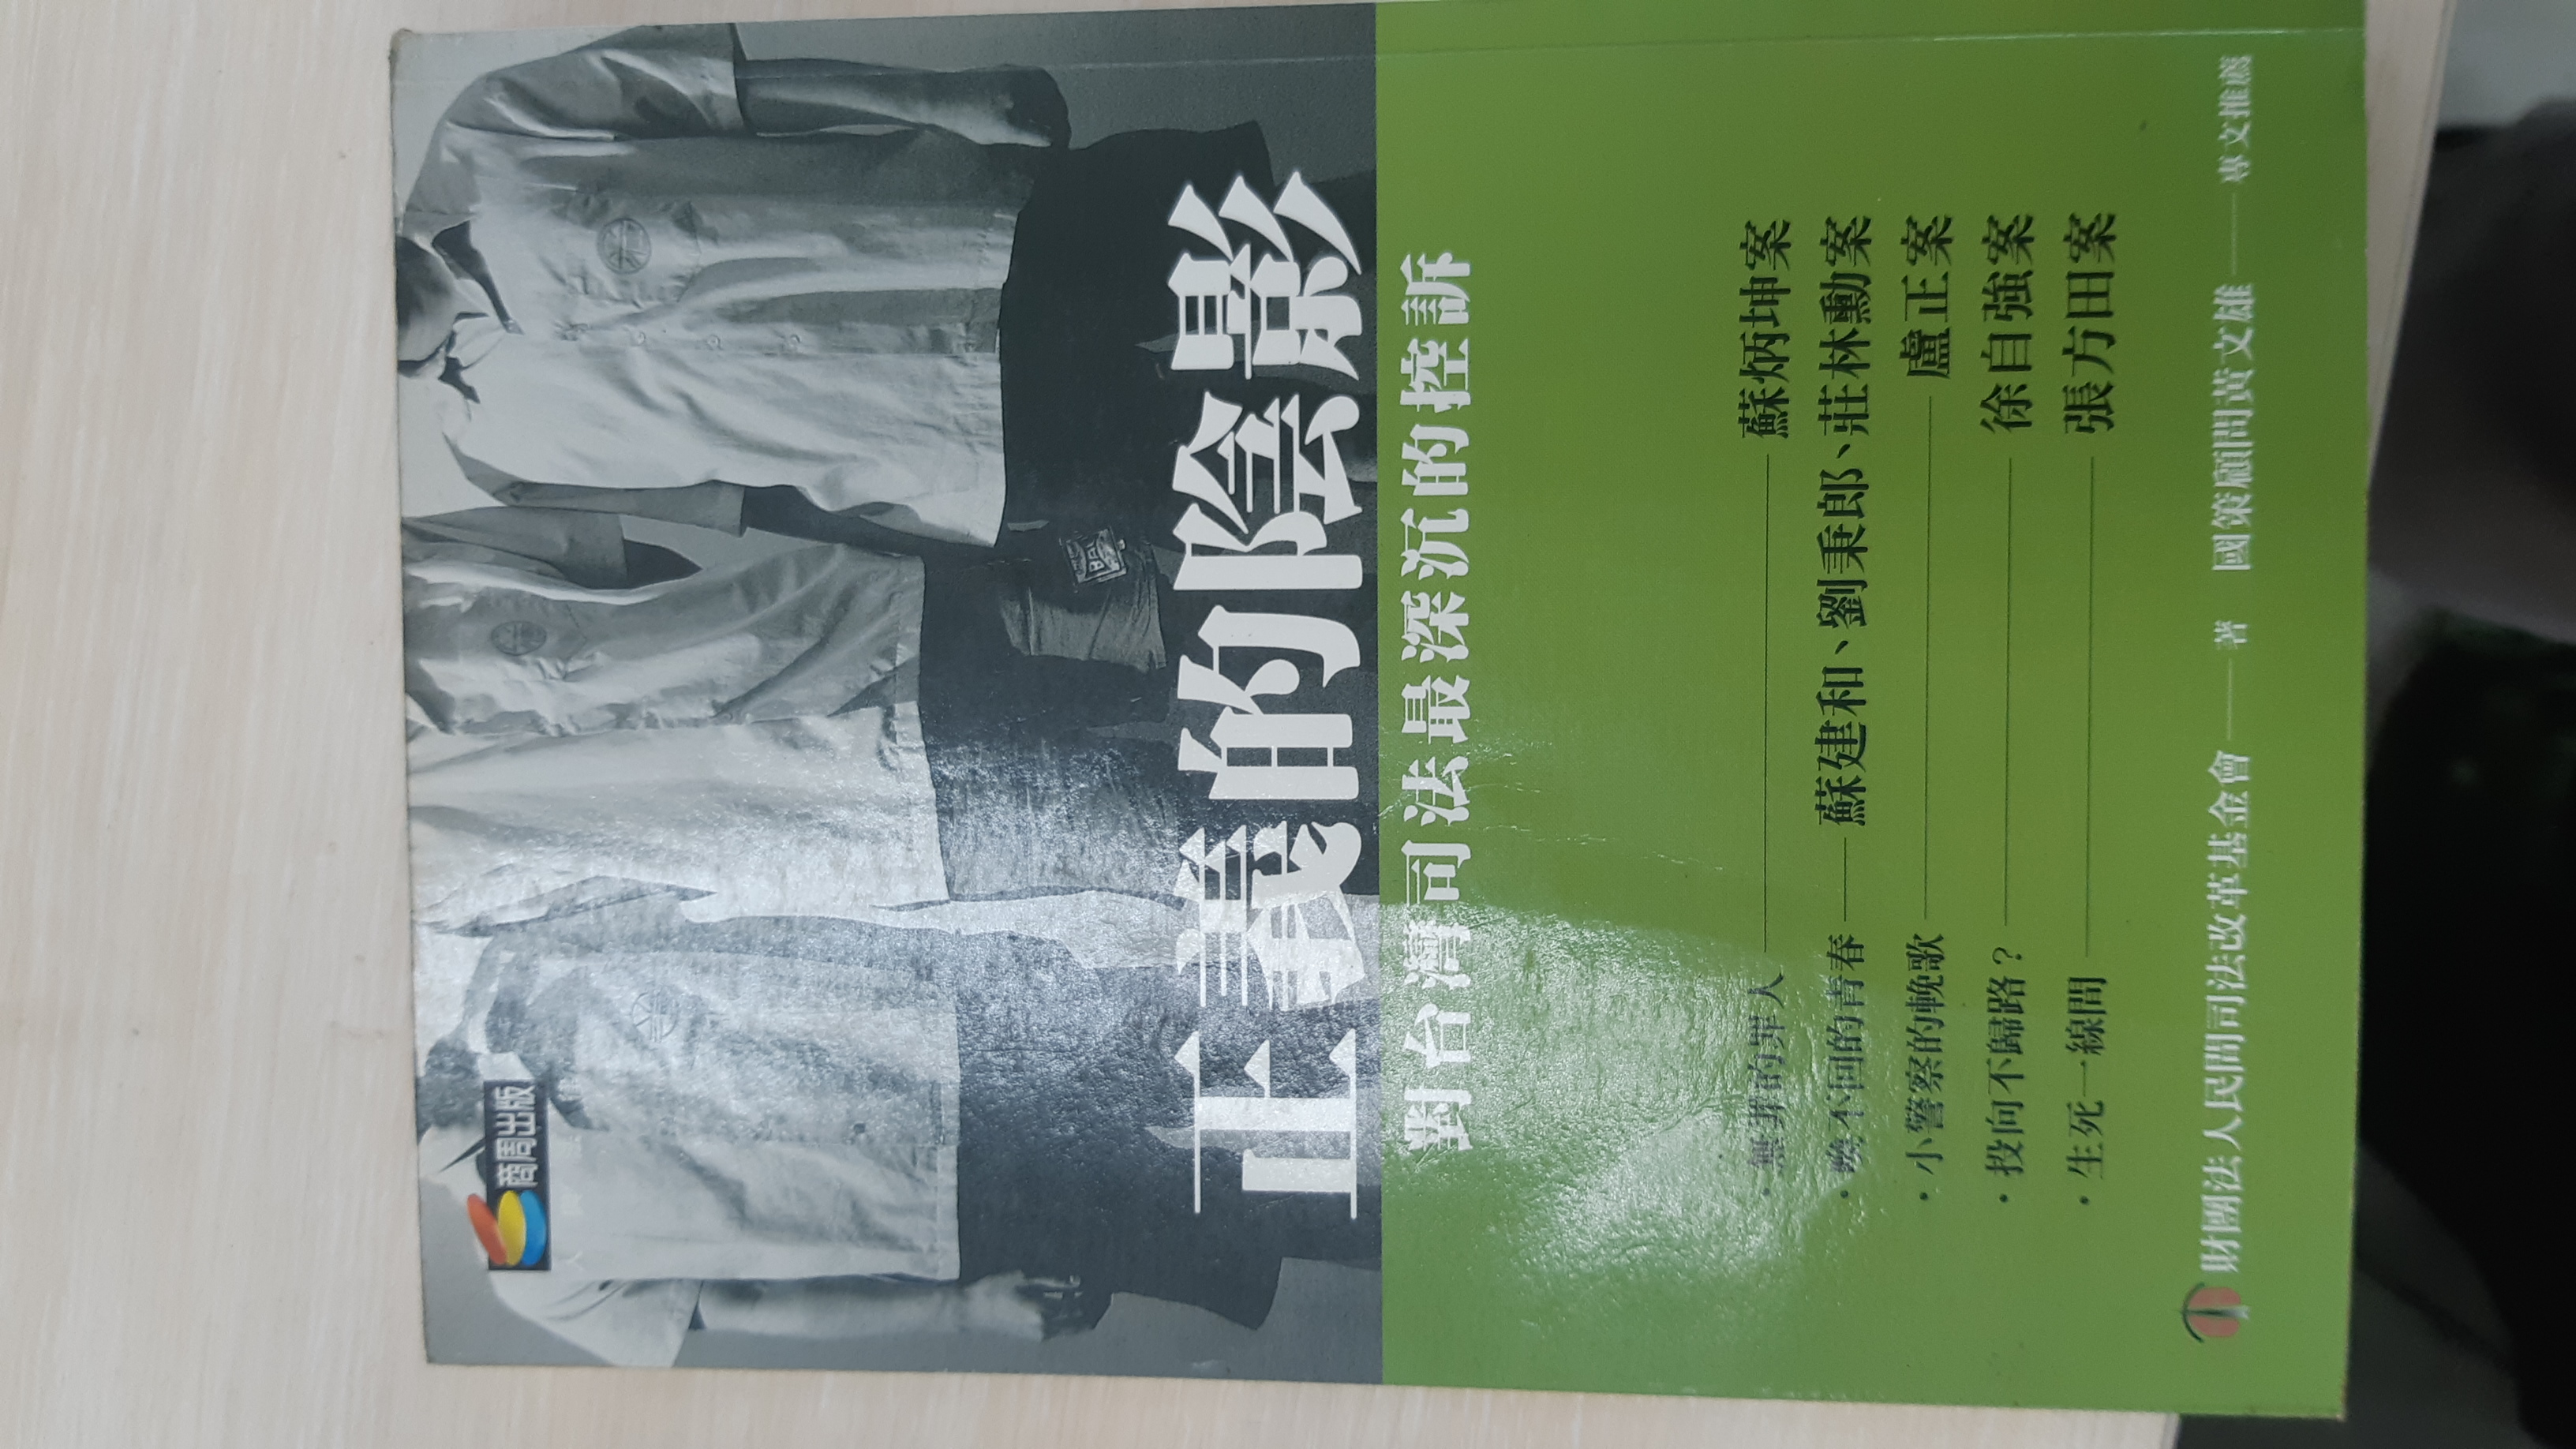 商周出版
正義的陰影
對台灣司法最深沉的控訴
・無罪的罪人 蘇炳坤案
・喚不回的青春 蘇建和、劉秉郎、莊林勳案
・小警察的輓歌 盧正案
・投向不歸路？ 徐自強案
・生死一線間 張方田案
財團法人民間司法改革基金會 著 國策顧問黃文雄 專文推薦